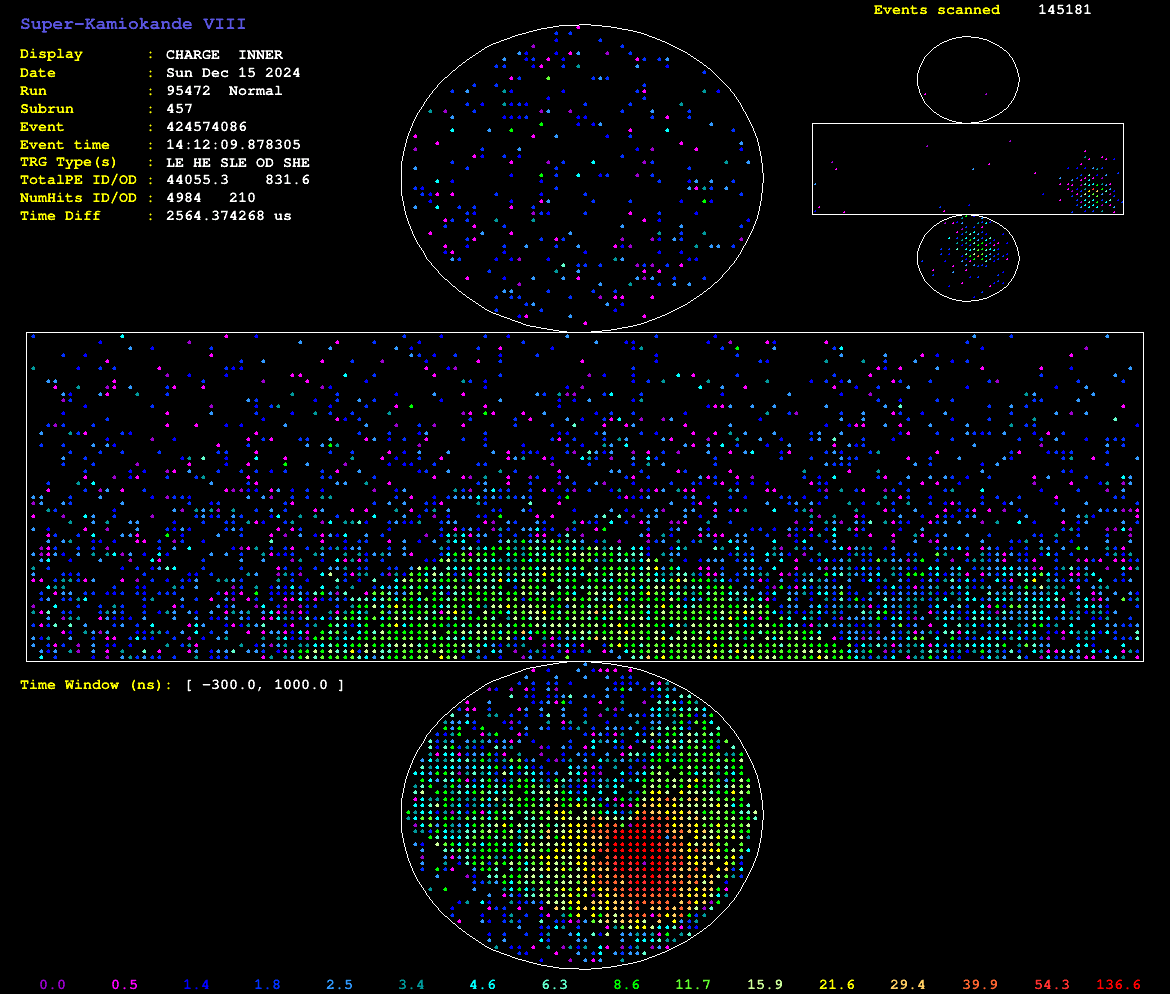 Super-Kamiokande VIII
Events scanned 145181
Display : CHARGE INNER
Date : Sun Dec 15 2024
Run : 95472 Normal
Subrun : 457
Event : 424574086
Event time : 14:12:09.878305
TRG Type(s) : LE HE SLE OD SHE
TotalPE ID/OD : 44055.3 831.6
NumHits ID/OD : 4984 210
Time Diff : 2564.374268 us
Time Window (ns): [ -300.0, 1000.0 ]
0.0 0.5 1.4 1.8 2.5 3.4 4.6 6.3 8.6 11.7 15.9 21.6 29.4 39.9 54.3 136.6